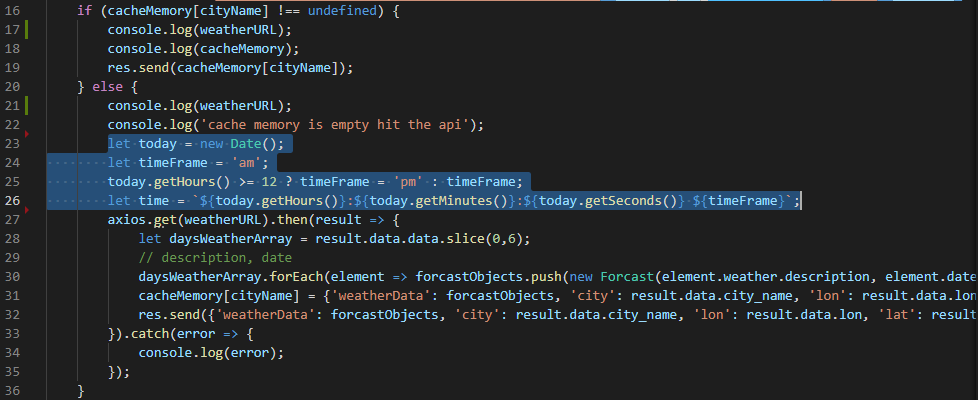 16 if (cacheMemory[cityName] !== undefined) {
17 console.log(weatherURL);
18 console.log(cacheMemory);
19 res.send(cacheMemory[cityName]);
20 } else {
21 console.log(weatherURL);
22 console.log('cache memory is empty hit the api');
23 let today = new Date();
24 let timeFrame = 'am';
25 today.getHours() >= 12 ? timeFrame = 'pm' : timeFrame;
26 let time = `${today.getHours()}:${today.getMinutes()}:${today.getSeconds()} ${timeFrame}`;
27 axios.get(weatherURL).then(result => {
28 let daysWeatherArray = result.data.data.slice(0,6);
29 // description, date
30 daysWeatherArray.forEach(element => forcastObjects.push(new Forcast(element.weather.description, element.date
31 cacheMemory[cityName] = {'weatherData': forcastObjects, 'city': result.data.city_name, 'lon': result.data.lon
32 res.send({'weatherData': forcastObjects, 'city': result.data.city_name, 'lon': result.data.lon, 'lat': result
33 }).catch(error => {
34 console.log(error);
35 });
36 }